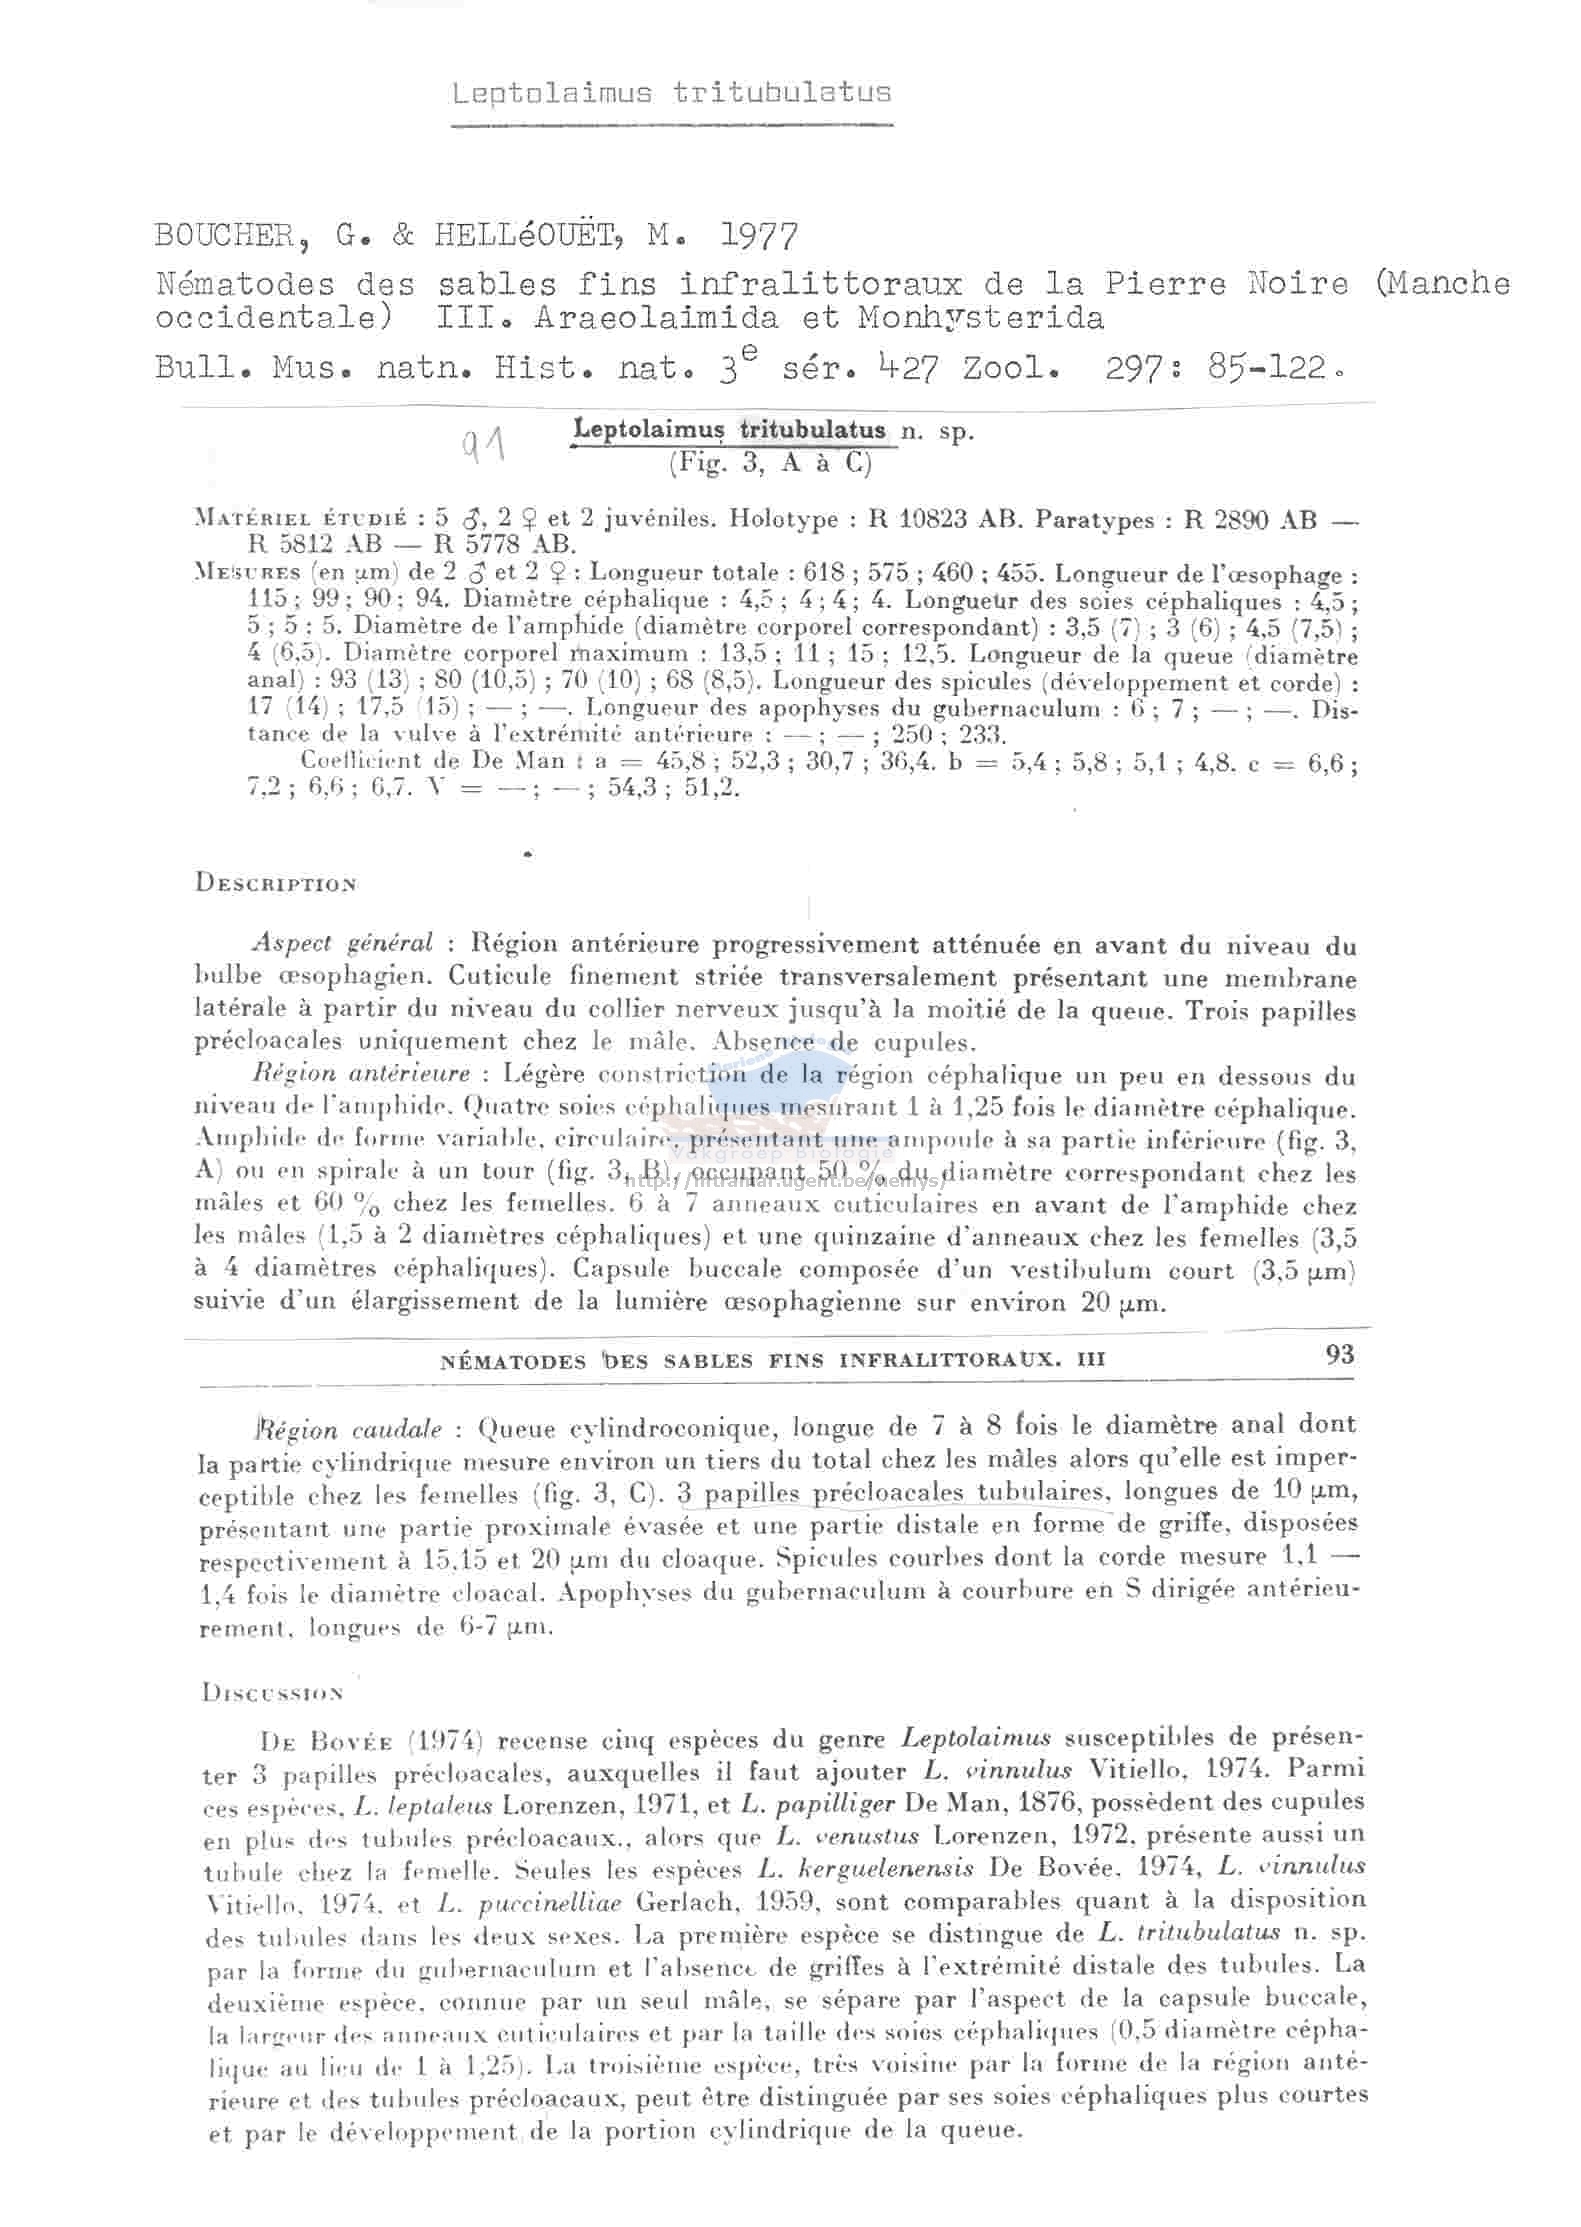 Leptolaimus tritubulatus
BOUCHER, G. & HELLéOUËT, M. 1977
Nématodes des sables fins infralittoraux de la Pierre Noire (Manche
occidentale) III. Araeolaimida et Monhysterida
Bull. Mus. natn. Hist. nat. 3e sér. 427 Zool. 297: 85-122.
91
Leptolaimus tritubulatus n. sp.
(Fig. 3, A à C)
MATÉRIEL ÉTUDIÉ : 5 ♂, 2 ♀ et 2 juvéniles. Holotype : R 10823 AB. Paratypes : R 2890 AB —
R 5812 AB — R 5778 AB.
MESURES (en µm) de 2 ♂ et 2 ♀ : Longueur totale : 618 ; 575 ; 460 ; 455. Longueur de l'œsophage :
115 ; 99 ; 90 ; 94. Diamètre céphalique : 4,5 ; 4 ; 4 ; 4. Longueur des soies céphaliques : 4,5 ;
5 ; 5 ; 5. Diamètre de l'amphide (diamètre corporel correspondant) : 3,5 (7) ; 3 (6) ; 4,5 (7,5) ;
4 (6,5). Diamètre corporel maximum : 13,5 ; 11 ; 15 ; 12,5. Longueur de la queue (diamètre
anal) : 93 (13) ; 80 (10,5) ; 70 (10) ; 68 (8,5). Longueur des spicules (développement et corde) :
17 (14) ; 17,5 (15) ; — ; —. Longueur des apophyses du gubernaculum : 6 ; 7 ; — ; —. Dis-
tance de la vulve à l'extrémité antérieure : — ; — ; 250 ; 233.
Coefficient de De Man : a = 45,8 ; 52,3 ; 30,7 ; 36,4. b = 5,4 ; 5,8 ; 5,1 ; 4,8. c = 6,6 ;
7,2 ; 6,6 ; 6,7. V = — ; — ; 54,3 ; 51,2.
DESCRIPTION
Aspect général : Région antérieure progressivement atténuée en avant du niveau du
bulbe œsophagien. Cuticule finement striée transversalement présentant une membrane
latérale à partir du niveau du collier nerveux jusqu'à la moitié de la queue. Trois papilles
précloacales uniquement chez le mâle. Absence de cupules.
Région antérieure : Légère constriction de la région céphalique un peu en dessous du
niveau de l'amphide. Quatre soies céphaliques mesurant 1 à 1,25 fois le diamètre céphalique.
Amphide de forme variable, circulaire, présentant une ampoule à sa partie inférieure (fig. 3,
Vakgroep Biologie
A) ou en spirale à un tour (fig. 3, B), occupant 50 % du diamètre correspondant chez les
http://intramar.ugent.be/nemys/
mâles et 60 % chez les femelles. 6 à 7 anneaux cuticulaires en avant de l'amphide chez
les mâles (1,5 à 2 diamètres céphaliques) et une quinzaine d'anneaux chez les femelles (3,5
à 4 diamètres céphaliques). Capsule buccale composée d'un vestibulum court (3,5 µm)
suivie d'un élargissement de la lumière œsophagienne sur environ 20 µm.
NÉMATODES DES SABLES FINS INFRALITTORAUX. III 93
Région caudale : Queue cylindroconique, longue de 7 à 8 fois le diamètre anal dont
la partie cylindrique mesure environ un tiers du total chez les mâles alors qu'elle est imper-
ceptible chez les femelles (fig. 3, C). 3 papilles précloacales tubulaires, longues de 10 µm,
présentant une partie proximale évasée et une partie distale en forme de griffe, disposées
respectivement à 15,15 et 20 µm du cloaque. Spicules courbes dont la corde mesure 1,1 —
1,4 fois le diamètre cloacal. Apophyses du gubernaculum à courbure en S dirigée antérieu-
rement, longues de 6-7 µm.
DISCUSSION
DE BOVÉE (1974) recense cinq espèces du genre Leptolaimus susceptibles de présen-
ter 3 papilles précloacales, auxquelles il faut ajouter L. vinnulus Vitiello, 1974. Parmi
ces espèces, L. leptaleus Lorenzen, 1971, et L. papilliger De Man, 1876, possèdent des cupules
en plus des tubules précloacaux., alors que L. venustus Lorenzen, 1972, présente aussi un
tubule chez la femelle. Seules les espèces L. kerguelenensis De Bovée, 1974, L. vinnulus
Vitiello, 1974, et L. puccinelliae Gerlach, 1959, sont comparables quant à la disposition
des tubules dans les deux sexes. La première espèce se distingue de L. tritubulatus n. sp.
par la forme du gubernaculum et l'absence de griffes à l'extrémité distale des tubules. La
deuxième espèce, connue par un seul mâle, se sépare par l'aspect de la capsule buccale,
la largeur des anneaux cuticulaires et par la taille des soies céphaliques (0,5 diamètre cépha-
lique au lieu de 1 à 1,25). La troisième espèce, très voisine par la forme de la région anté-
rieure et des tubules précloacaux, peut être distinguée par ses soies céphaliques plus courtes
et par le développement de la portion cylindrique de la queue.